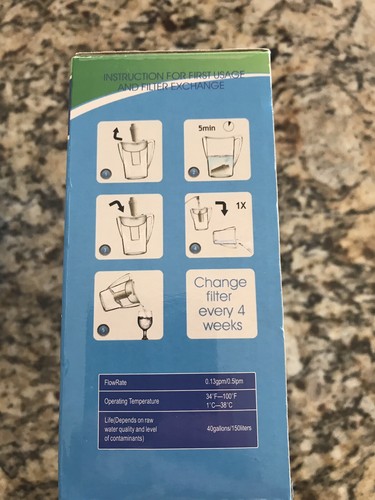 INSTRUCTION FOR FIRST USAGE
AND FILTER EXCHANGE
5min
1X
Change
filter
every 4
weeks
FlowRate 0.13gpm/0.5lpm
Operating Temperature 34°F—100°F
1°C—38°C
Life(Depends on raw
water quality and level
of contaminants) 40gallons/150liters